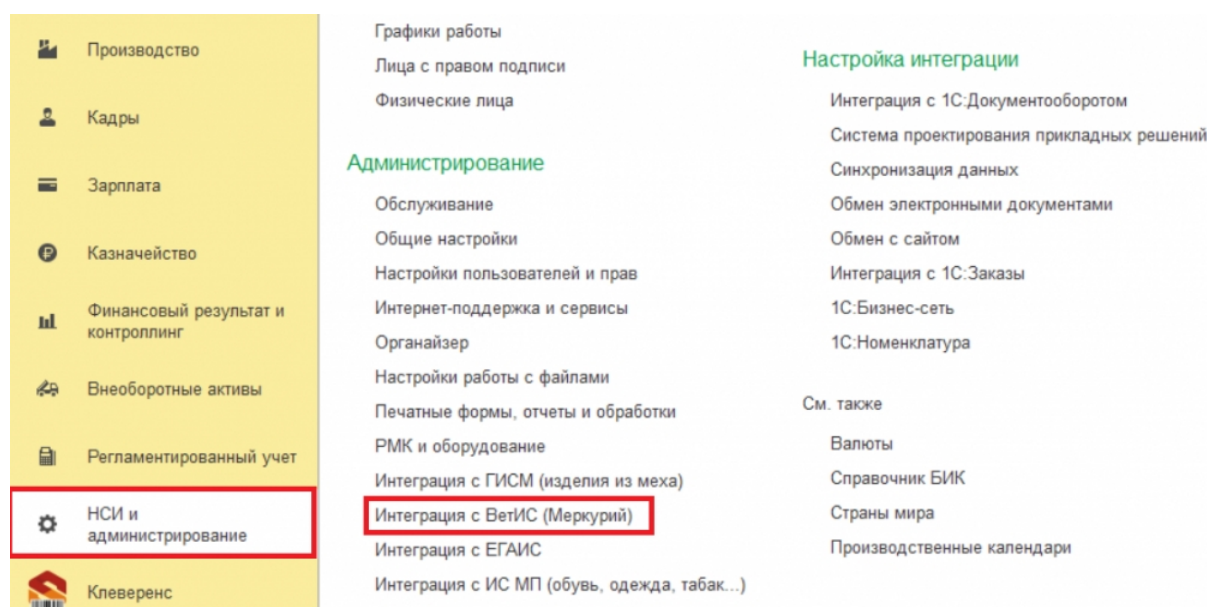 Производство
Кадры
Зарплата
Казначейство
Финансовый результат и
контроллинг
Внеоборотные активы
Регламентированный учет
НСИ и
администрирование
Клеверенс
Графики работы
Лица с правом подписи
Физические лица
Администрирование
Обслуживание
Общие настройки
Настройки пользователей и прав
Интернет-поддержка и сервисы
Органайзер
Настройки работы с файлами
Печатные формы, отчеты и обработки
РМК и оборудование
Интеграция с ГИСМ (изделия из меха)
Интеграция с ВетИС (Меркурий)
Интеграция с ЕГАИС
Интеграция с ИС МП (обувь, одежда, табак...)
Настройка интеграции
Интеграция с 1С:Документооборотом
Система проектирования прикладных решений
Синхронизация данных
Обмен электронными документами
Обмен с сайтом
Интеграция с 1С:Заказы
1С:Бизнес-сеть
1С:Номенклатура
См. также
Валюты
Справочник БИК
Страны мира
Производственные календари